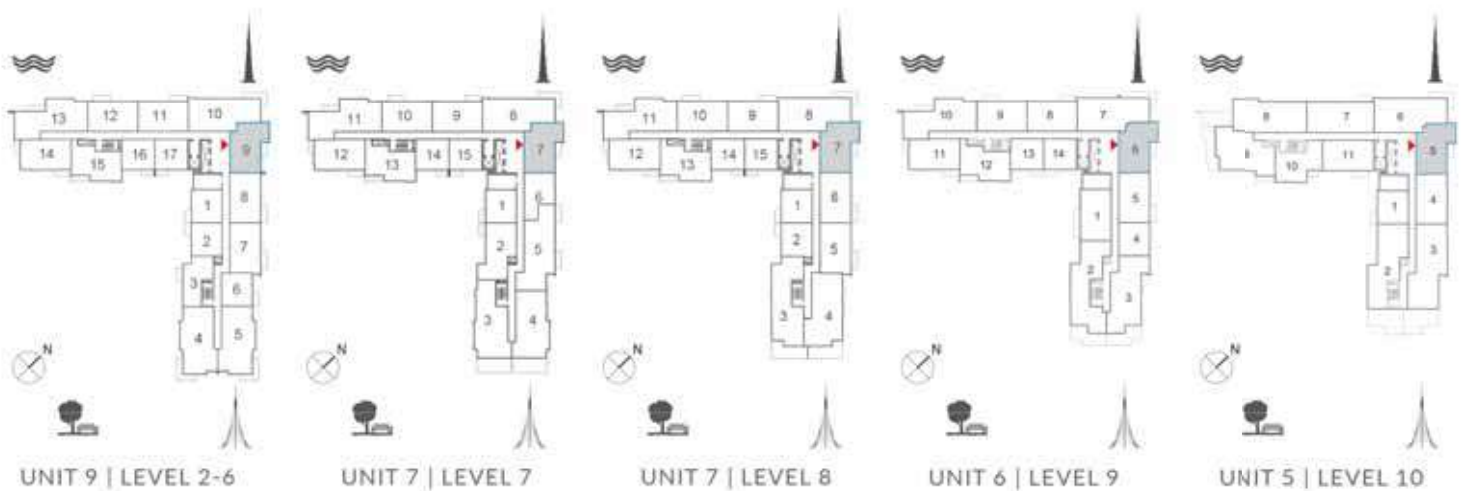 13 12 11 10
14 15 16 17 9
1 8
2 7
3 6
4 5
N
UNIT 9 | LEVEL 2-6
11 10 9 8
12 13 14 15 7
1 6
2 5
3 4
N
UNIT 7 | LEVEL 7
11 10 9 8
12 13 14 15 7
1 6
2 5
3 4
N
UNIT 7 | LEVEL 8
10 9 8 7
11 12 13 14 6
1 5
4
2 3
N
UNIT 6 | LEVEL 9
7 6
10 11 5
1 4
2 3
N
UNIT 5 | LEVEL 10